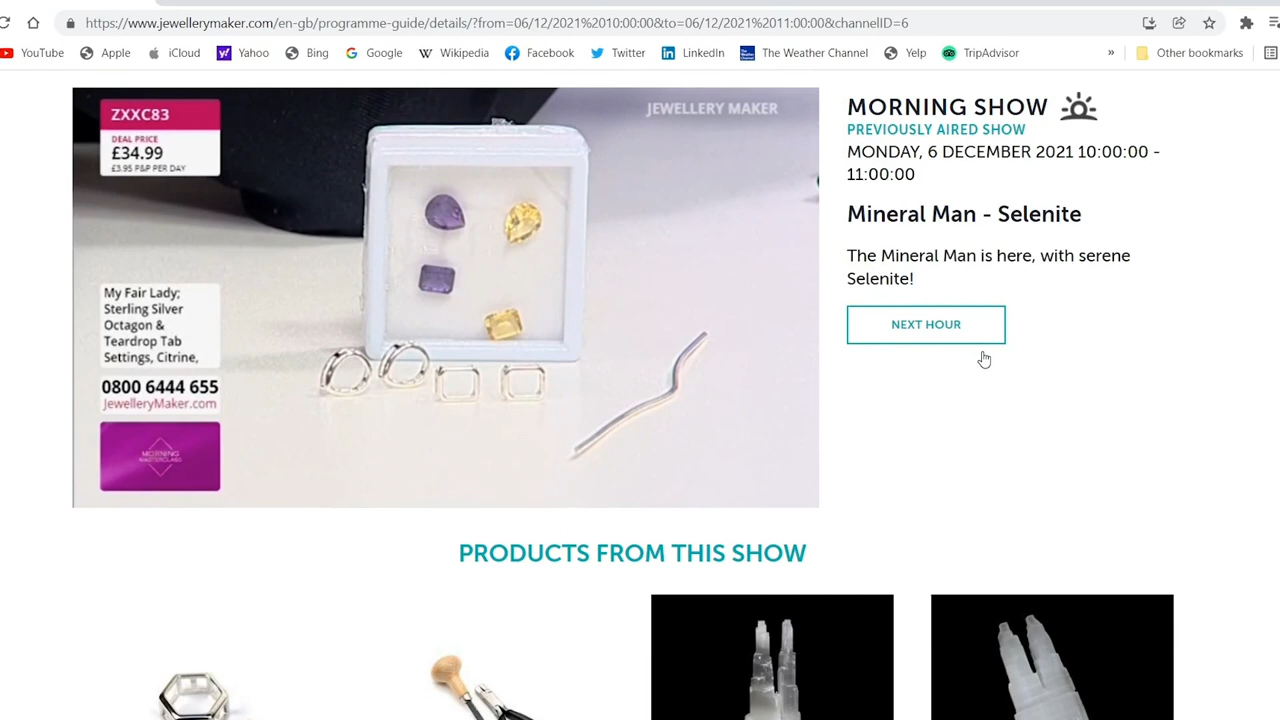 https://www.jewellerymaker.com/en-gb/programme-guide/details/?from=06/12/2021%2010:00:00&to=06/12/2021%2011:00:00&channelID=6
YouTube Apple iCloud Yahoo Bing Google Wikipedia Facebook Twitter LinkedIn The Weather Channel Yelp TripAdvisor » Other bookmarks
ZXXC83
DEAL PRICE
£34.99
£3.95 P&P PER DAY
JEWELLERY MAKER
My Fair Lady;
Sterling Silver
Octagon &
Teardrop Tab
Settings, Citrine,
0800 6444 655
JewelleryMaker.com
MORNING
MASTERCLASS
MORNING SHOW
PREVIOUSLY AIRED SHOW
MONDAY, 6 DECEMBER 2021 10:00:00 -
11:00:00
Mineral Man - Selenite
The Mineral Man is here, with serene
Selenite!
NEXT HOUR
PRODUCTS FROM THIS SHOW